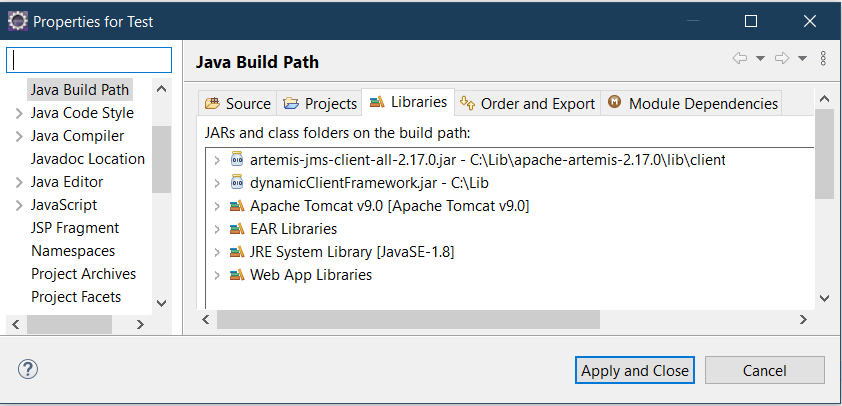 Properties for Test
Java Build Path
Java Code Style
Java Compiler
Javadoc Location
Java Editor
JavaScript
JSP Fragment
Namespaces
Project Archives
Project Facets
Java Build Path
Source Projects Libraries Order and Export Module Dependencies
JARs and class folders on the build path:
artemis-jms-client-all-2.17.0.jar - C:\Lib\apache-artemis-2.17.0\lib\client
dynamicClientFramework.jar - C:\Lib
Apache Tomcat v9.0 [Apache Tomcat v9.0]
EAR Libraries
JRE System Library [JavaSE-1.8]
Web App Libraries
Apply and Close Cancel